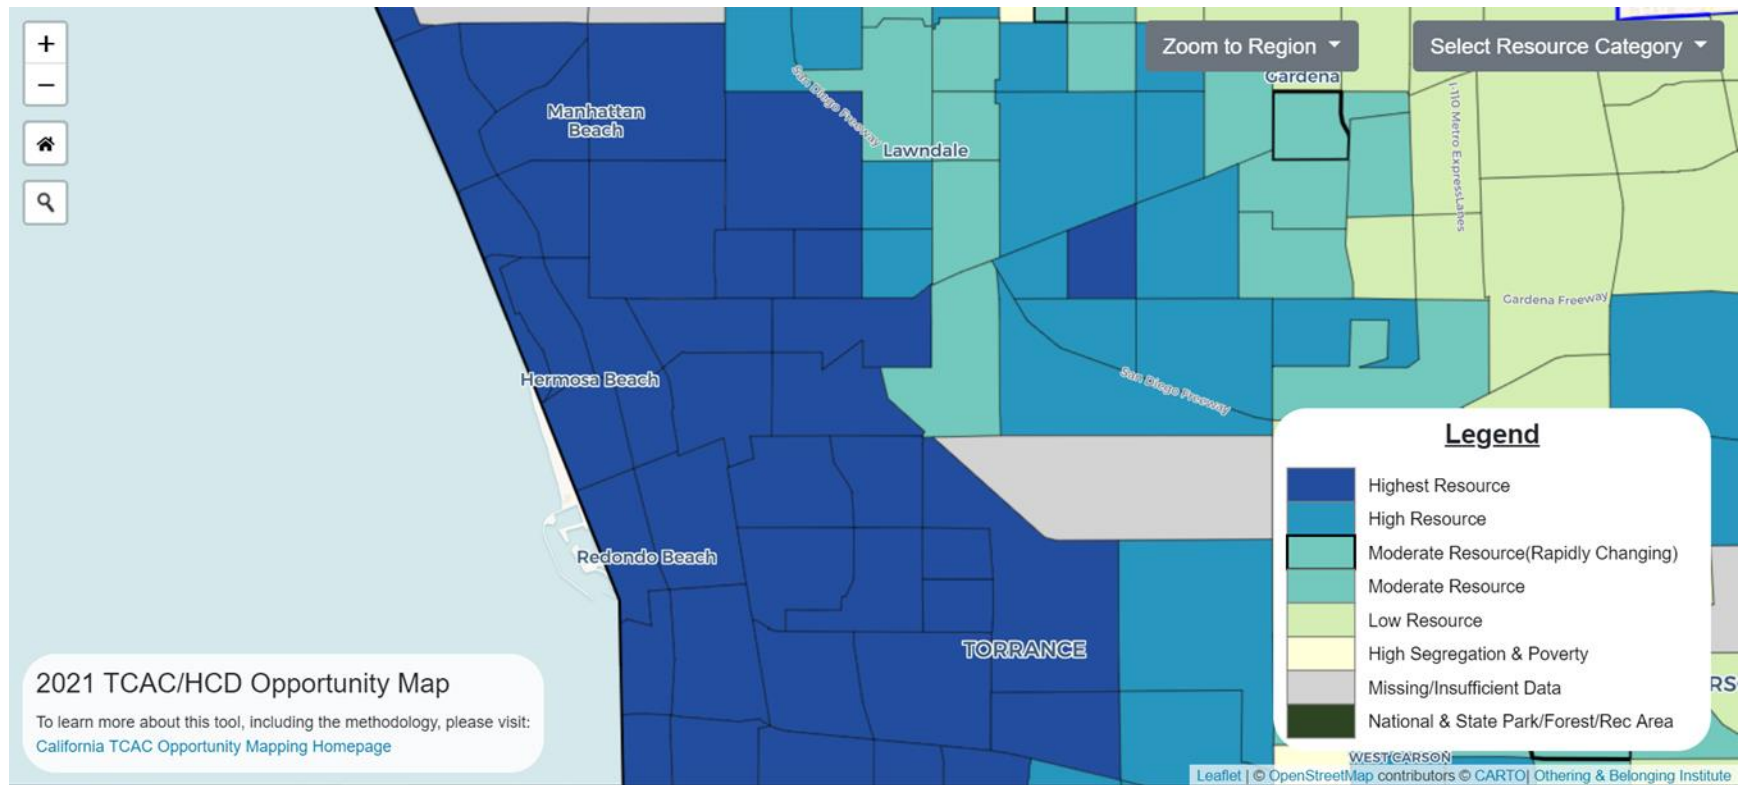 +
−
Zoom to Region
Select Resource Category
Gardena
Manhattan
Beach
San Diego Freeway
Lawndale
I-110 Metro ExpressLanes
Gardena Freeway
Hermosa Beach
San Diego Freeway
Redondo Beach
TORRANCE
Legend
Highest Resource
High Resource
Moderate Resource(Rapidly Changing)
Moderate Resource
Low Resource
High Segregation & Poverty
Missing/Insufficient Data
National & State Park/Forest/Rec Area
RS
WEST CARSON
2021 TCAC/HCD Opportunity Map
To learn more about this tool, including the methodology, please visit:
California TCAC Opportunity Mapping Homepage
Leaflet | © OpenStreetMap contributors © CARTO| Othering & Belonging Institute